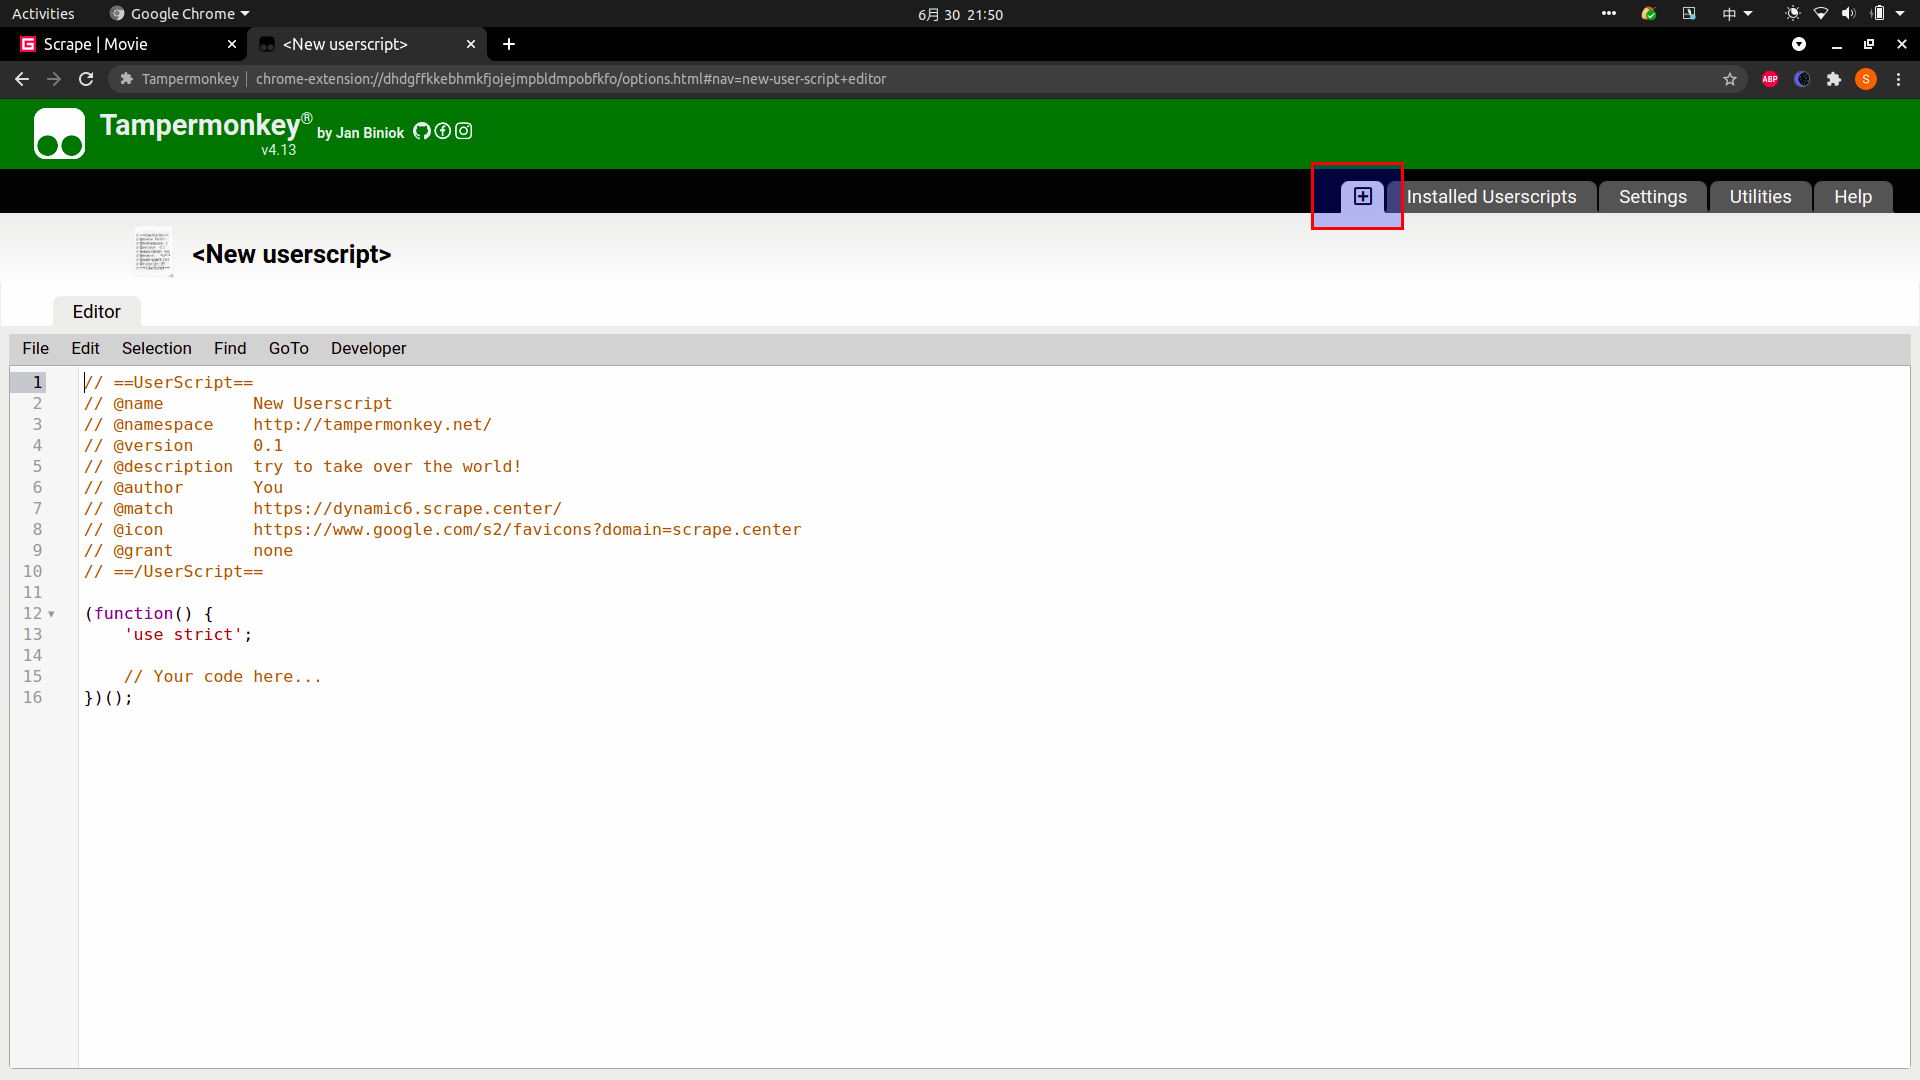 Activities Google Chrome 6月 30 21:50 中
Scrape | Movie <New userscript>
Tampermonkey chrome-extension://dhdgffkkebhmkfjojejmpbldmpobfkfo/options.html#nav=new-user-script+editor ABP S
Tampermonkey® by Jan Biniok
v4.13
Installed Userscripts Settings Utilities Help
<New userscript>
Editor
File Edit Selection Find GoTo Developer
1 // ==UserScript==
2 // @name         New Userscript
3 // @namespace    http://tampermonkey.net/
4 // @version      0.1
5 // @description  try to take over the world!
6 // @author       You
7 // @match        https://dynamic6.scrape.center/
8 // @icon         https://www.google.com/s2/favicons?domain=scrape.center
9 // @grant        none
10 // ==/UserScript==
11
12 (function() {
13     'use strict';
14
15     // Your code here...
16 })();